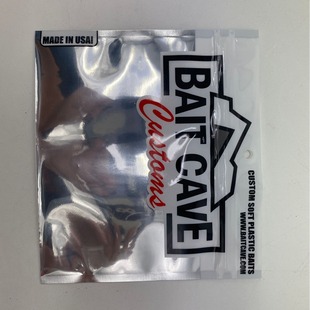 MADE IN USA!
BAIT CAVE
Customs
CUSTOM SOFT PLASTIC BAITS
WWW.BAITCAVE.COM